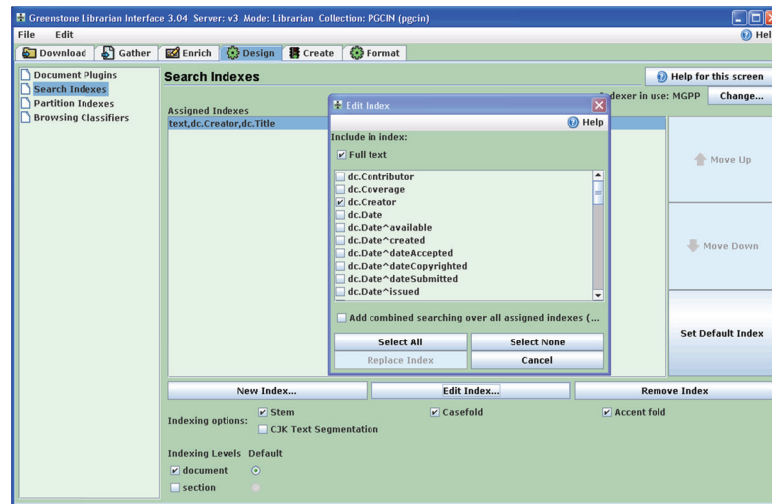 Greenstone Librarian Interface 3.04 Server: v3 Mode: Librarian Collection: PGCIN (pgcin)
File Edit Hel
Download Gather Enrich Design Create Format
Document Plugins
Search Indexes
Partition Indexes
Browsing Classifiers
Search Indexes
Help for this screen
dexer in use: MGPP Change...
Assigned Indexes
text,dc.Creator,dc.Title
Move Up
Move Down
Set Default Index
Edit Index
Help
Include in index:
Full text
dc.Contributor
dc.Coverage
dc.Creator
dc.Date
dc.Date^available
dc.Date^created
dc.Date^dateAccepted
dc.Date^dateCopyrighted
dc.Date^dateSubmitted
dc.Date^issued
Add combined searching over all assigned indexes (...
Select All Select None
Replace Index Cancel
New Index... Edit Index... Remove Index
Indexing options: Stem Casefold Accent fold
CJK Text Segmentation
Indexing Levels Default
document
section